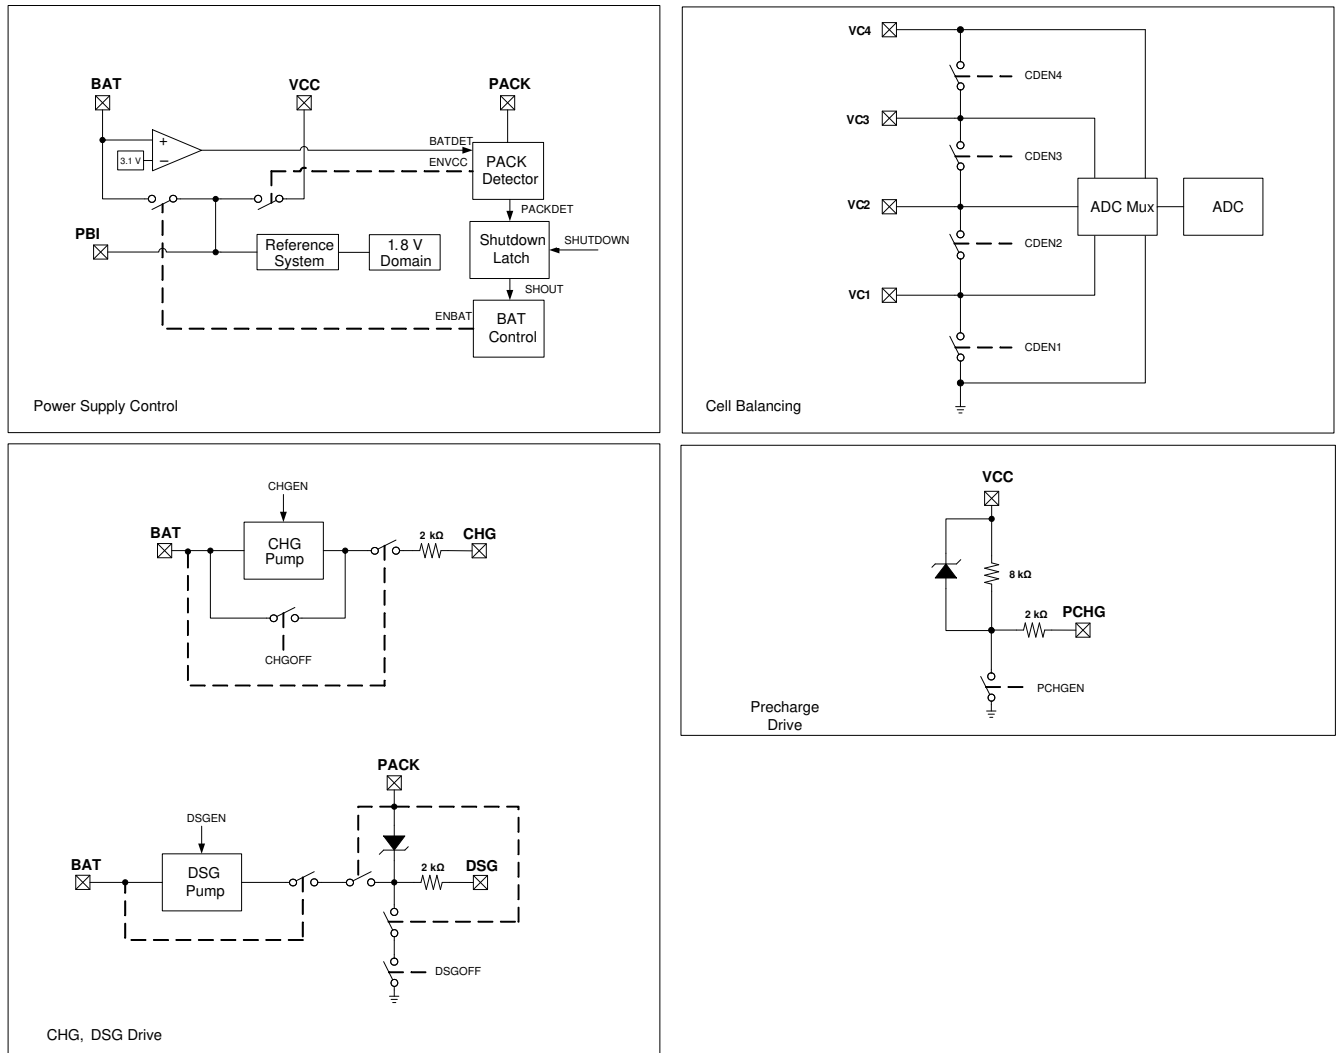 BAT
VCC
PACK
3.1 V
+
−
BATDET
ENVCC
PACK
Detector
PACKDET
PBI
Reference
System
1.8 V
Domain
Shutdown
Latch
SHUTDOWN
SHOUT
ENBAT
BAT
Control
Power Supply Control
VC4
CDEN4
VC3
CDEN3
VC2
ADC Mux
ADC
CDEN2
VC1
CDEN1
Cell Balancing
CHGEN
BAT
CHG
Pump
2 kΩ
CHG
CHGOFF
PACK
DSGEN
BAT
DSG
Pump
2 kΩ
DSG
DSGOFF
CHG, DSG Drive
VCC
8 kΩ
2 kΩ
PCHG
PCHGEN
Precharge
Drive